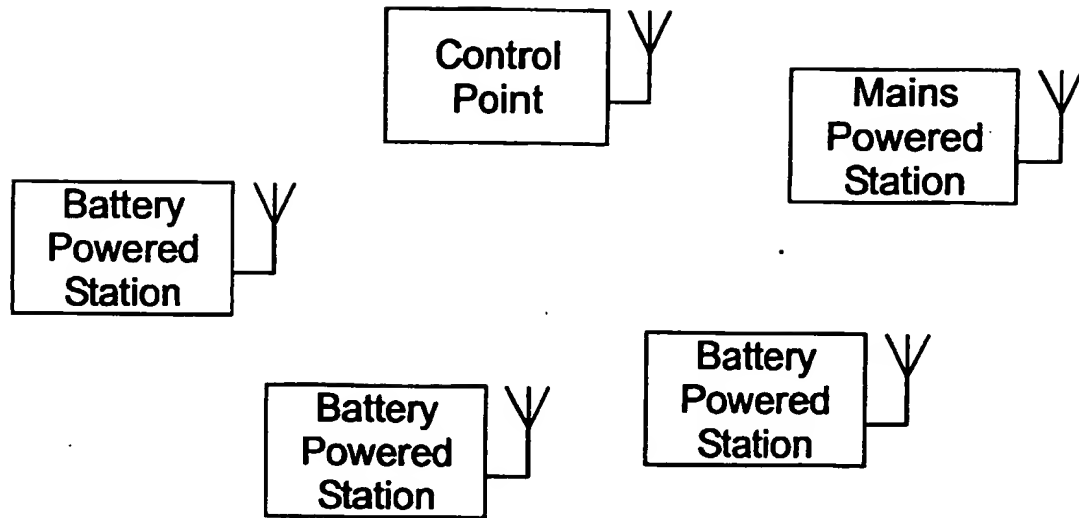 Control
Point
Mains
Powered
Station
Battery
Powered
Station
Battery
Powered
Station
Battery
Powered
Station